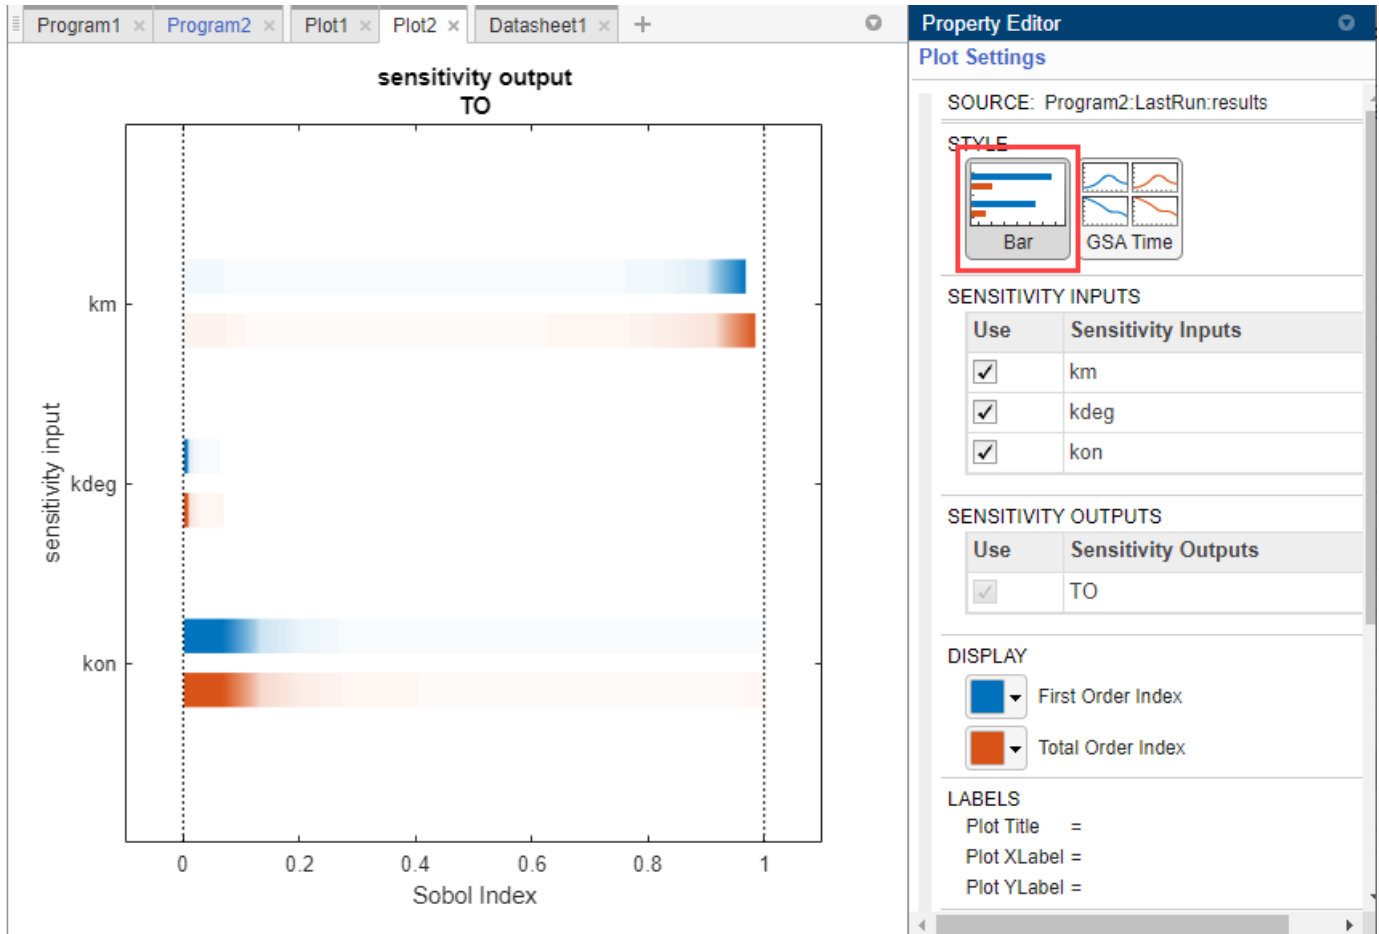 Program1 × Program2 × Plot1 × Plot2 × Datasheet1 × +
sensitivity output
TO
km
kdeg
kon
sensitivity input
0 0.2 0.4 0.6 0.8 1
Sobol Index
Property Editor
Plot Settings
SOURCE: Program2:LastRun:results
STYLE
Bar GSA Time
SENSITIVITY INPUTS
Use Sensitivity Inputs
km
kdeg
kon
SENSITIVITY OUTPUTS
Use Sensitivity Outputs
TO
DISPLAY
First Order Index
Total Order Index
LABELS
Plot Title =
Plot XLabel =
Plot YLabel =